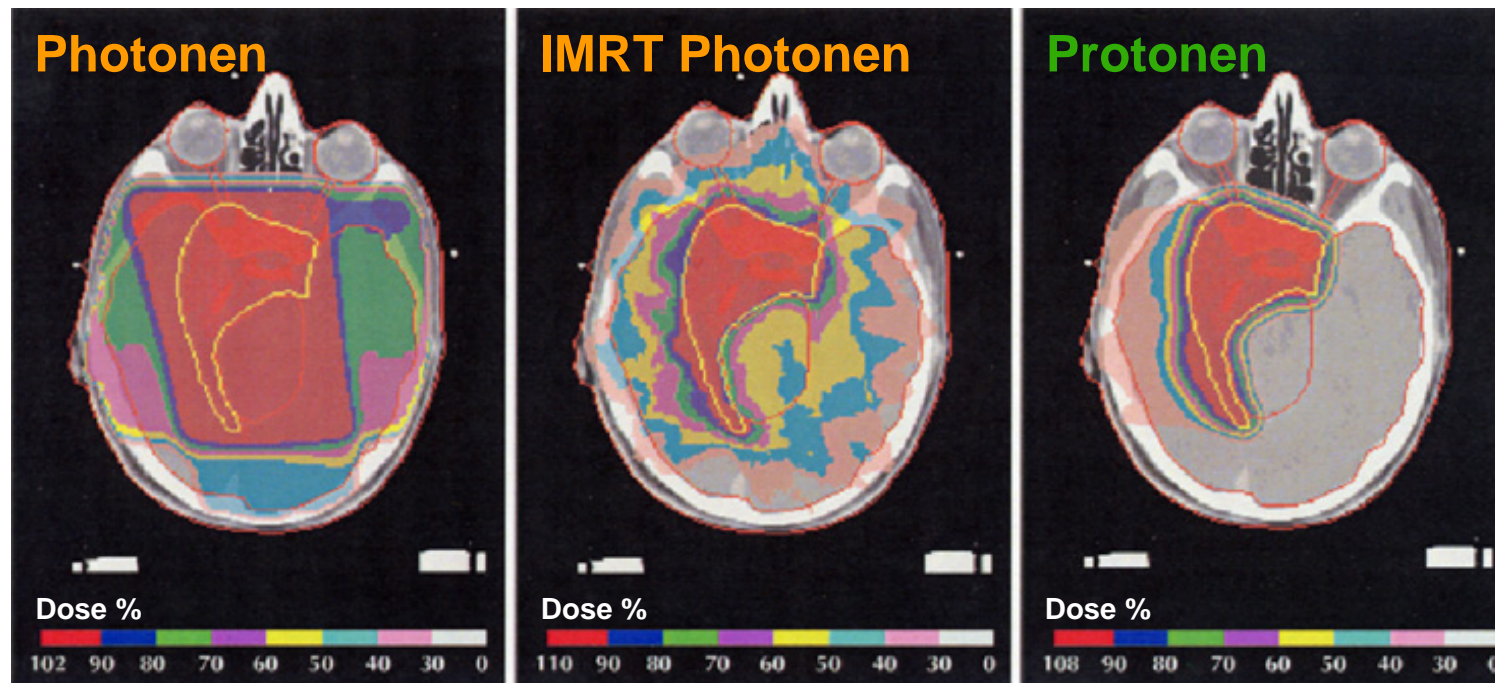 Photonen
Dose %
102 90 80 70 60 50 40 30 0
IMRT Photonen
Dose %
110 90 80 70 60 50 40 30 0
Protonen
Dose %
108 90 80 70 60 50 40 30 0